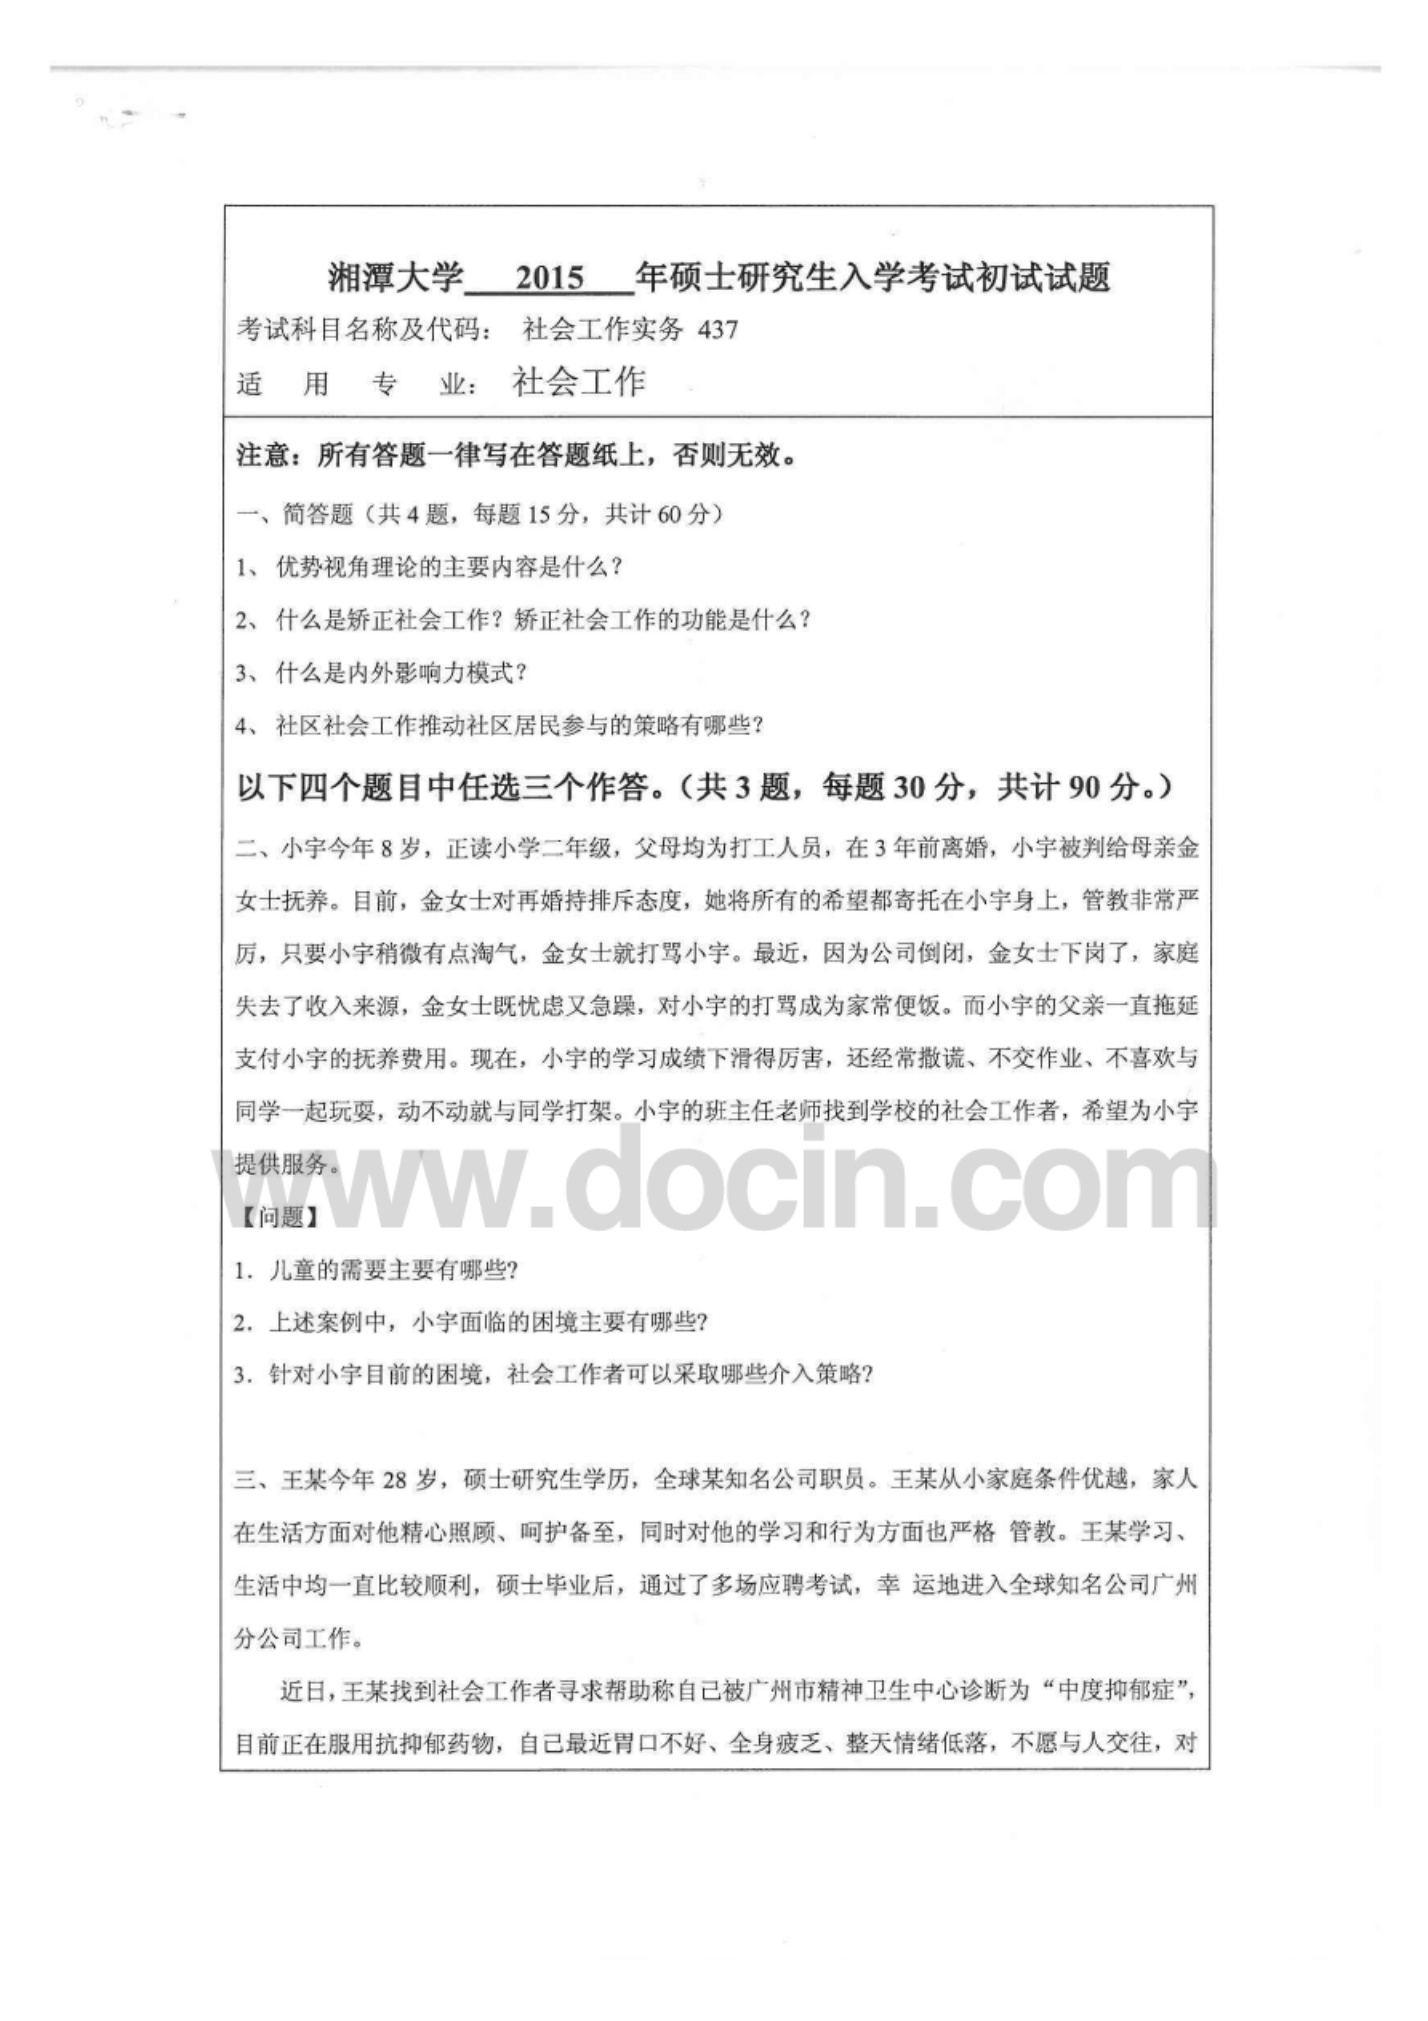 湘潭大学 2015 年硕士研究生入学考试初试试题
考试科目名称及代码： 社会工作实务 437
适 用 专 业： 社会工作
注意：所有答题一律写在答题纸上，否则无效。
一、简答题（共 4 题，每题 15 分，共计 60 分）
1、 优势视角理论的主要内容是什么？
2、 什么是矫正社会工作？矫正社会工作的功能是什么？
3、 什么是内外影响力模式？
4、 社区社会工作推动社区居民参与的策略有哪些？
以下四个题目中任选三个作答。（共 3 题，每题 30 分，共计 90 分。）
二、小宇今年 8 岁，正读小学二年级，父母均为打工人员，在 3 年前离婚，小宇被判给母亲金
女士抚养。目前，金女士对再婚持排斥态度，她将所有的希望都寄托在小宇身上，管教非常严
厉，只要小宇稍微有点淘气，金女士就打骂小宇。最近，因为公司倒闭，金女士下岗了，家庭
失去了收入来源，金女士既忧虑又急躁，对小宇的打骂成为家常便饭。而小宇的父亲一直拖延
支付小宇的抚养费用。现在，小宇的学习成绩下滑得厉害，还经常撒谎、不交作业、不喜欢与
同学一起玩耍，动不动就与同学打架。小宇的班主任老师找到学校的社会工作者，希望为小宇
提供服务。
www.docin.com
【问题】
1．儿童的需要主要有哪些?
2．上述案例中，小宇面临的困境主要有哪些?
3．针对小宇目前的困境，社会工作者可以采取哪些介入策略?
三、王某今年 28 岁，硕士研究生学历，全球某知名公司职员。王某从小家庭条件优越，家人
在生活方面对他精心照顾、呵护备至，同时对他的学习和行为方面也严格 管教。王某学习、
生活中均一直比较顺利，硕士毕业后，通过了多场应聘考试，幸 运地进入全球知名公司广州
分公司工作。
近日，王某找到社会工作者寻求帮助称自己被广州市精神卫生中心诊断为“中度抑郁症”，
目前正在服用抗抑郁药物，自己最近胃口不好、全身疲乏、整天情绪低落，不愿与人交往，对